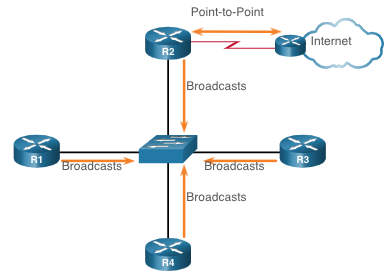 Point-to-Point
R2
Internet
Broadcasts
R1
Broadcasts
Broadcasts
R3
Broadcasts
R4